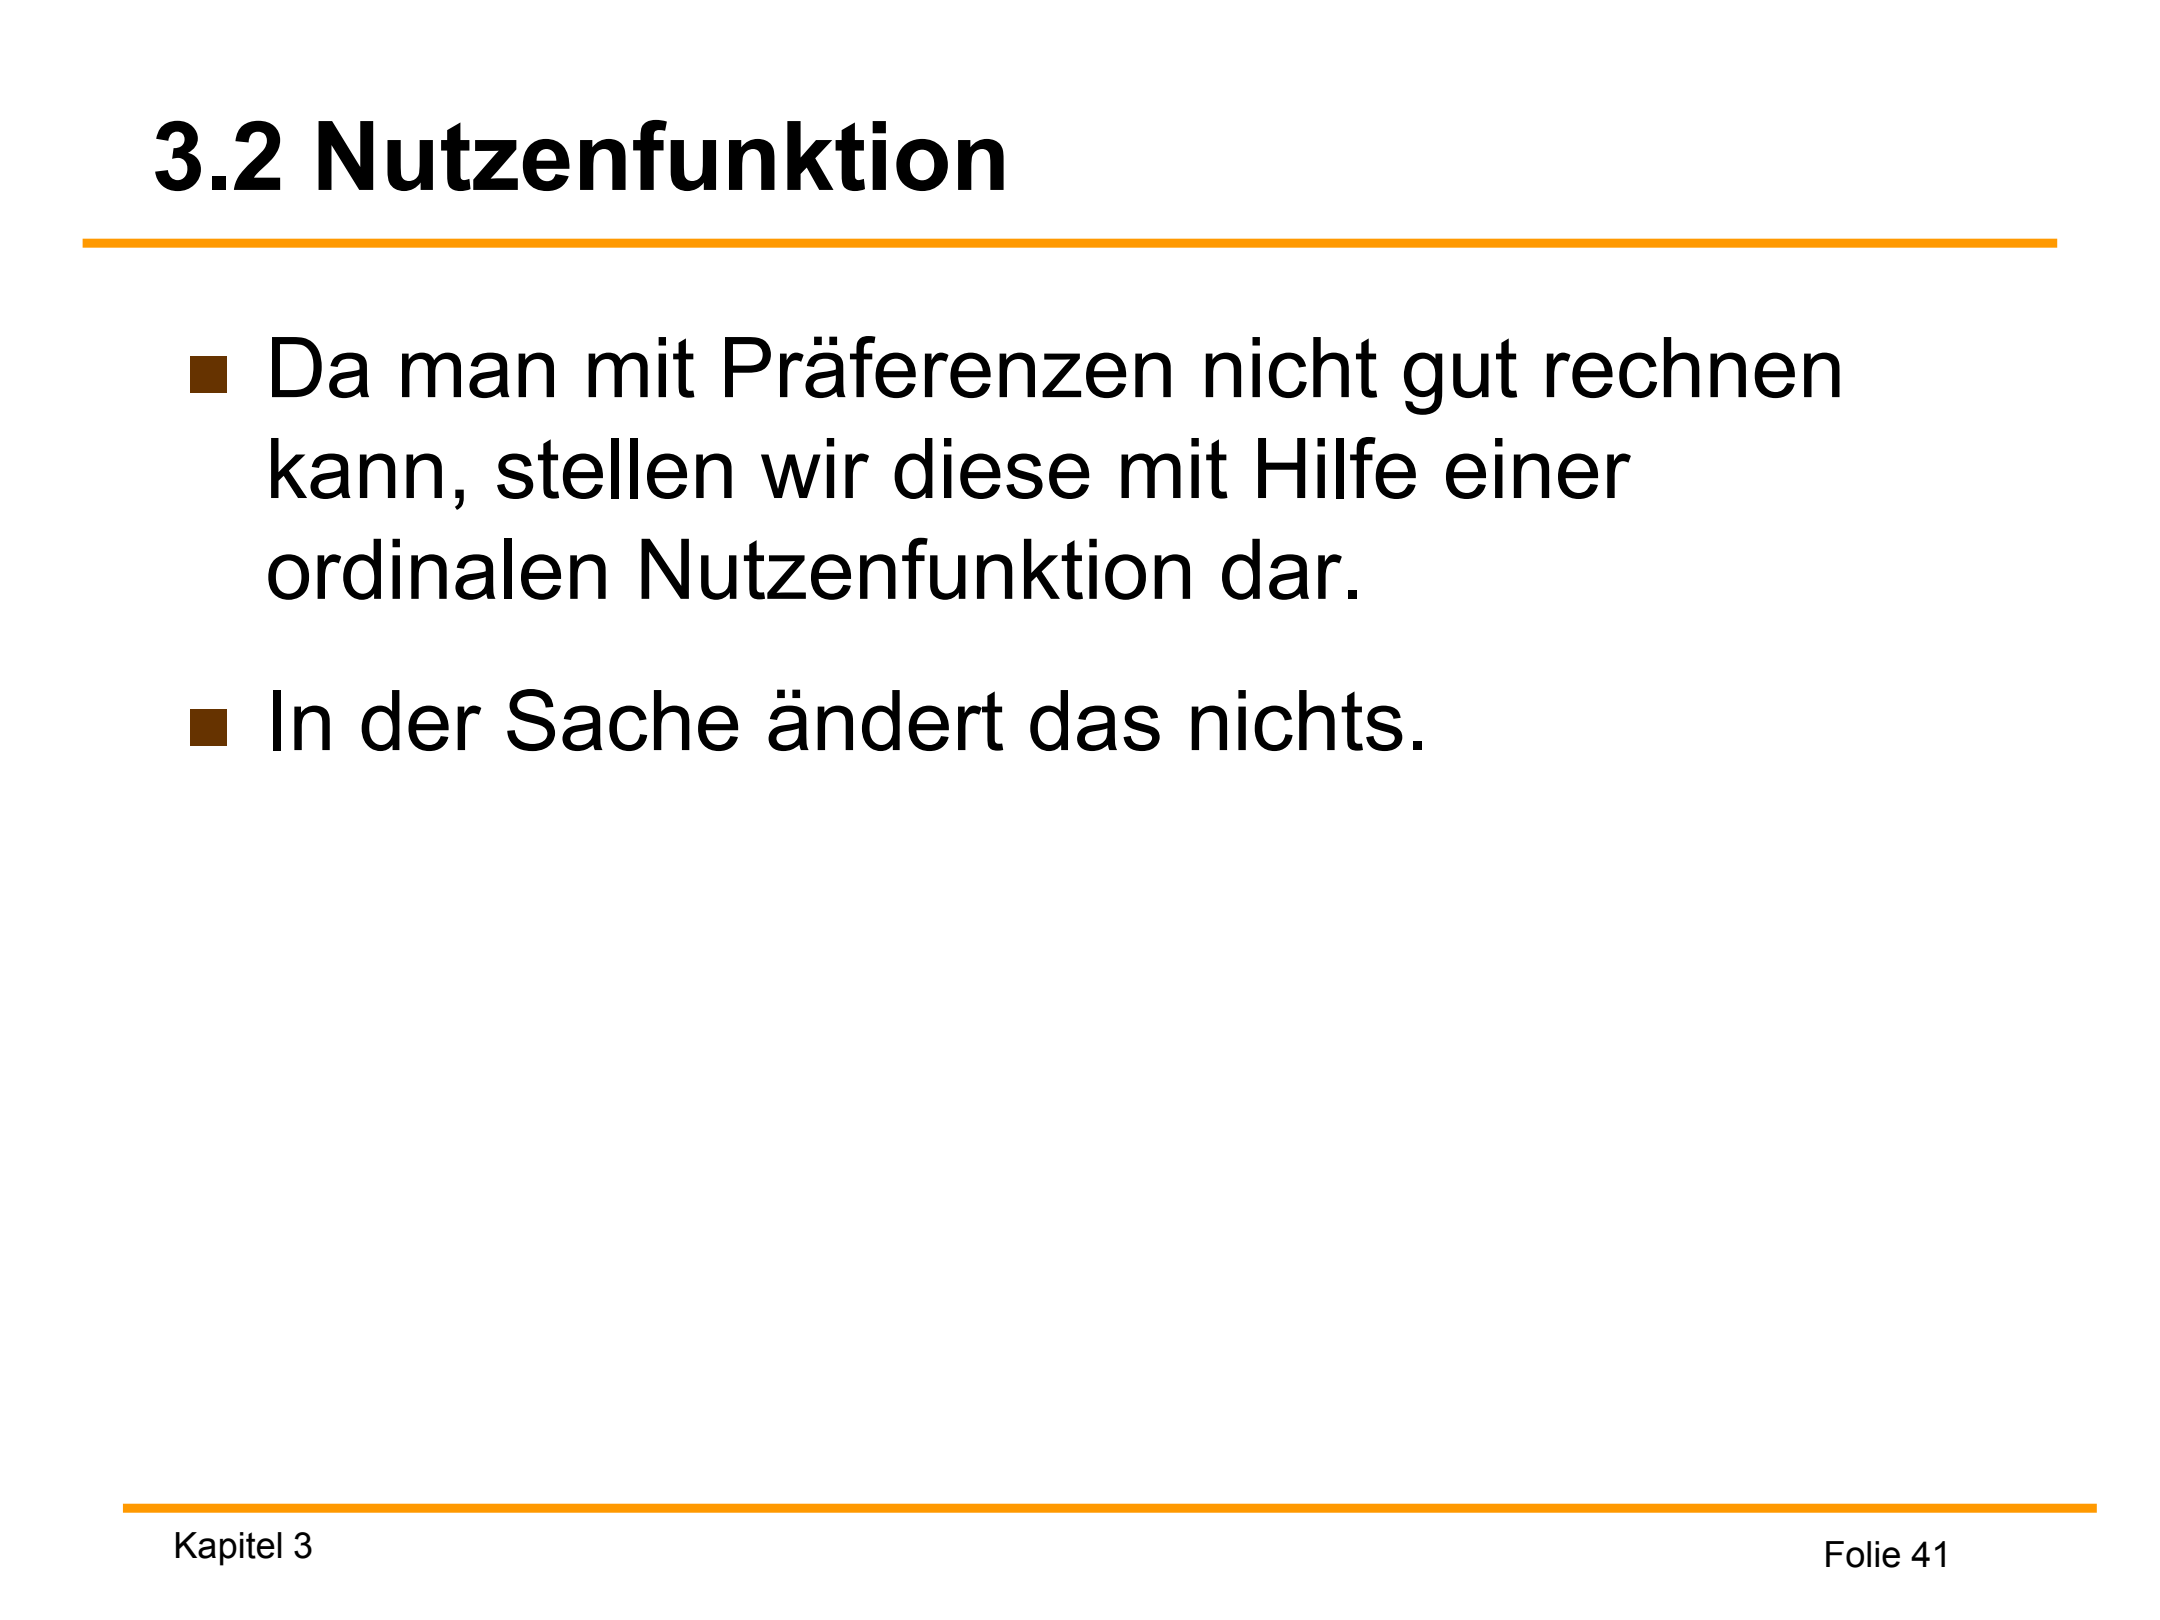 3.2 Nutzenfunktion
Da man mit Präferenzen nicht gut rechnen
kann, stellen wir diese mit Hilfe einer
ordinalen Nutzenfunktion dar.
In der Sache ändert das nichts.
Kapitel 3
Folie 41